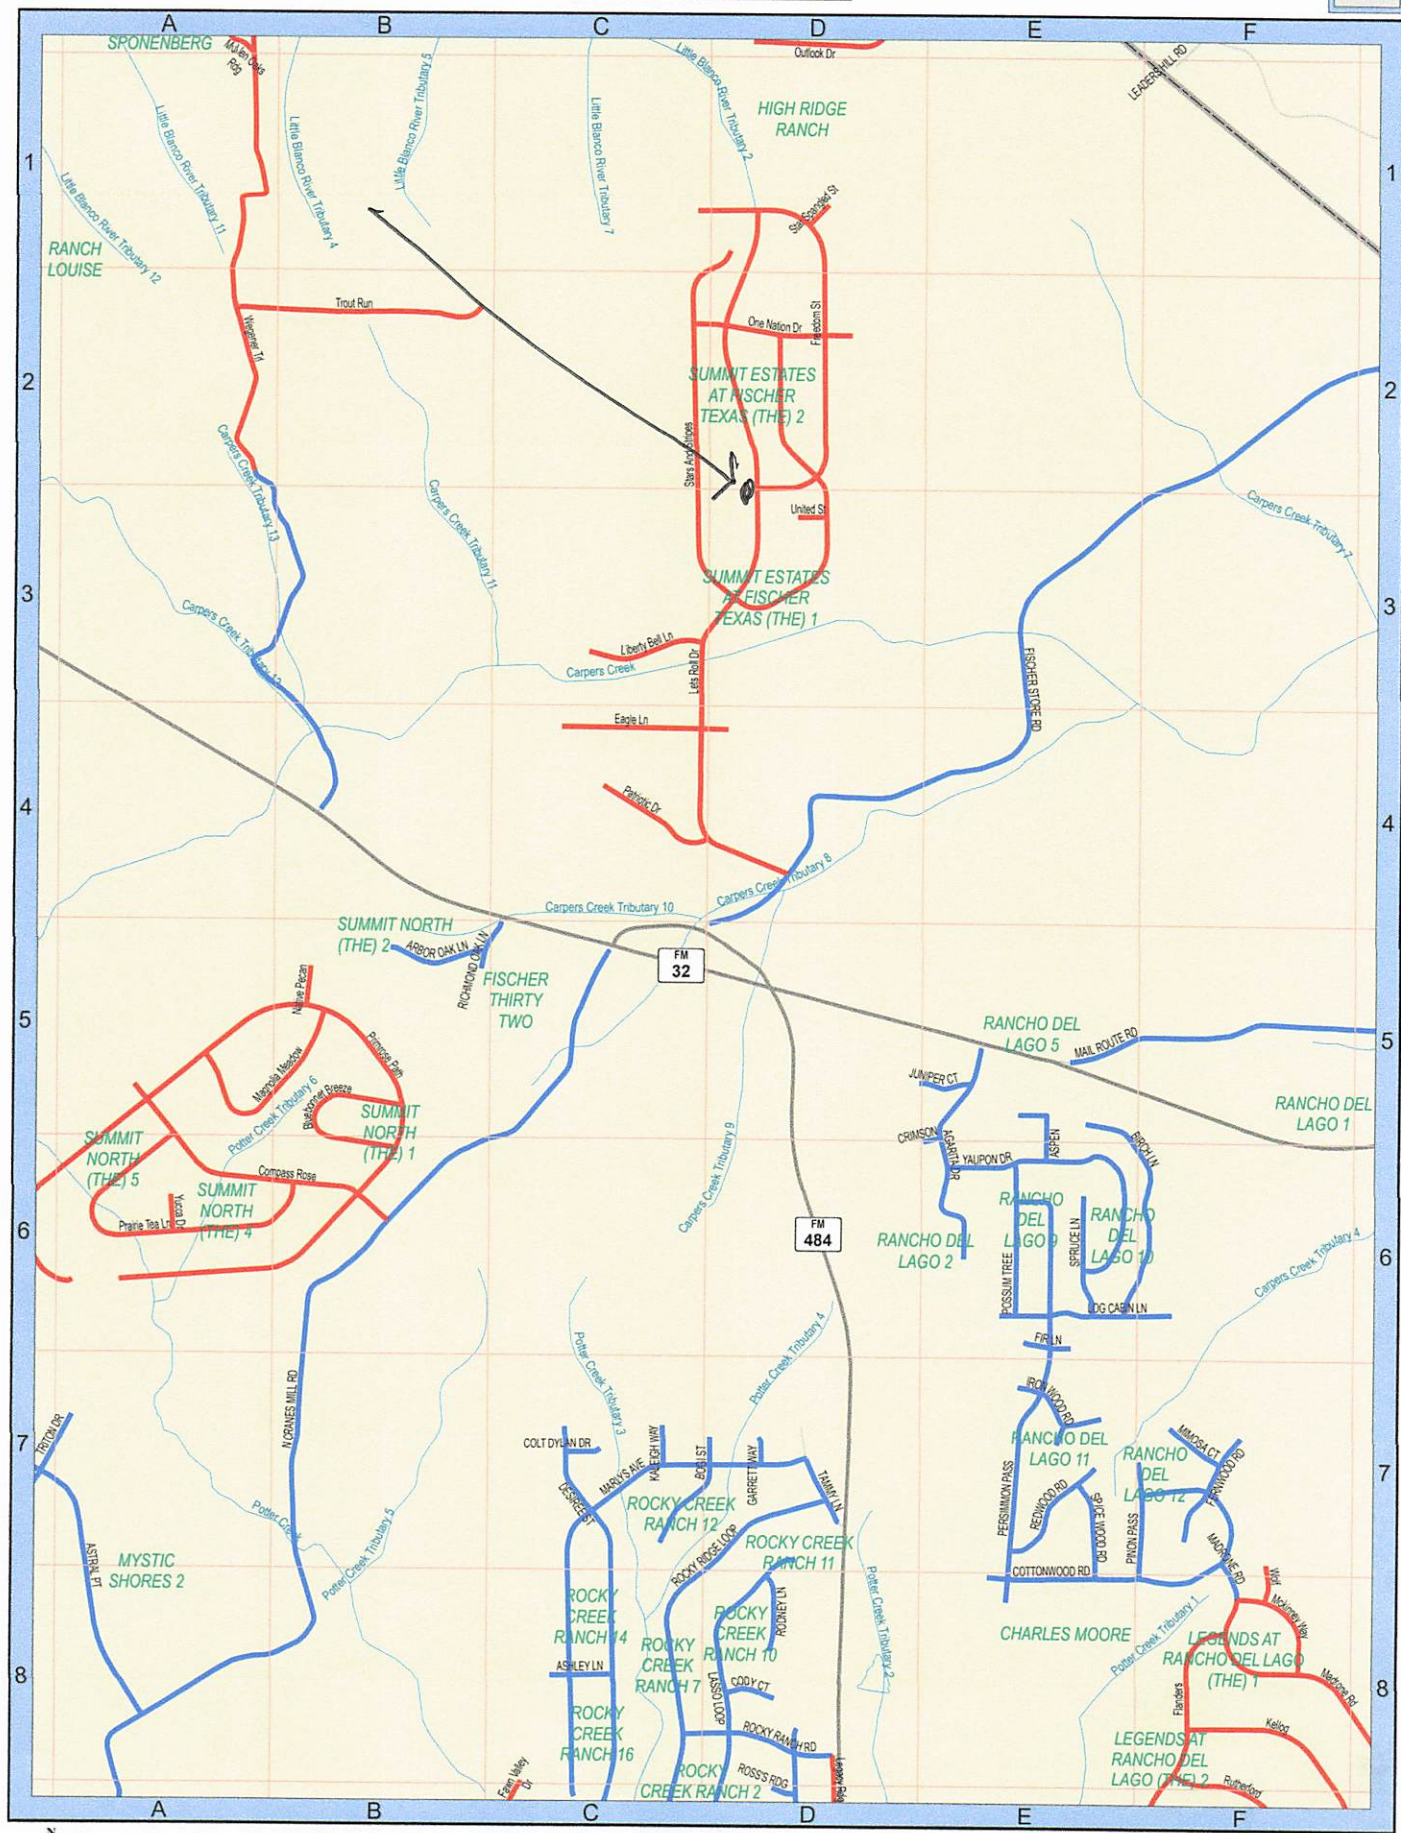 A B C D E F
SPONENBERG
Mullen Oaks
Rdg
Outlook Dr
LEADERSHILL RD
Little Blanco River Tributary 5
Little Blanco River Tributary 2
HIGH RIDGE
RANCH
Little Blanco River Tributary 11
Little Blanco River Tributary 4
Little Blanco River Tributary 7
1
1
Little Blanco River Tributary 12
Star Spangled St
RANCH
LOUISE
Trout Run
Wegener Trl
One Nation Dr
Freedom St
2
2
SUMMIT ESTATES
AT FISCHER
TEXAS (THE) 2
Stars And Stripes
Carpers Creek Tributary 13
Carpers Creek Tributary 11
Carpers Creek Tributary 7
United St
3
3
SUMMIT ESTATES
AT FISCHER
TEXAS (THE) 1
Carpers Creek Tributary 13
Liberty Bell Ln
Carpers Creek
Lets Roll Dr
FISCHER STORE RD
Eagle Ln
Patriotic Dr
4
4
Carpers Creek Tributary 8
Carpers Creek Tributary 10
SUMMIT NORTH
(THE) 2
ARBOR OAK LN
RICHMOND OAK LN
FM
32
FISCHER
THIRTY
TWO
Native Pecan
5
5
RANCHO DEL
LAGO 5
MAIL ROUTE RD
Primrose Path
Magnolia Meadow
JUNIPER CT
Bluebonnet Breeze
Potter Creek Tributary 6
SUMMIT
NORTH
(THE) 1
RANCHO DEL
LAGO 1
SUMMIT
NORTH
(THE) 5
Carpers Creek Tributary 9
CRIMSON
AGARITA DR
YAUPON DR
ASPEN
BIRCH LN
Compass Rose
SUMMIT
NORTH
(THE) 4
Yucca Dr
Prairie Tea Ln
6
6
FM
484
RANCHO DEL
LAGO 2
RANCHO
DEL
LAGO 9
SPRUCE LN
RANCHO
DEL
LAGO 10
POSSUM TREE
Carpers Creek Tributary 4
LOG CABIN LN
FIR LN
Potter Creek Tributary 3
Potter Creek Tributary 4
N CRANES MILL RD
IRON WOOD RD
TRITON DR
7
7
COLT DYLAN DR
KALEIGH WAY
BOGI ST
GARRETT WAY
MARLYS AVE
DESIREE ST
TAMMY LN
RANCHO DEL
LAGO 11
MIMOSA CT
RANCHO
DEL
LAGO 12
FERNWOOD RD
PERSIMMON PASS
REDWOOD RD
SPICE WOOD RD
PINON PASS
MADRONE RD
ROCKY CREEK
RANCH 12
Potter Creek
Potter Creek Tributary 5
ROCKY RIDGE LOOP
ROCKY CREEK
RANCH 11
ASTRAL PT
MYSTIC
SHORES 2
COTTONWOOD RD
Wolf
Mckinney Way
Potter Creek Tributary 2
Potter Creek Tributary 1
ROCKY
CREEK
RANCH 14
ROCKY
CREEK
RANCH 10
RODNEY LN
ROCKY
CREEK
RANCH 7
CHARLES MOORE
LEGENDS AT
RANCHO DEL LAGO
(THE) 1
8
8
ASHLEY LN
LASSO LOOP
CODY CT
Madrone Rd
Flanders
Kellog
ROCKY
CREEK
RANCH 16
ROCKY RANCH RD
LEGENDS AT
RANCHO DEL
LAGO (THE) 2
ROSS'S RDG
ROCKY
CREEK RANCH 2
Fawn Valley
Dr
Rutherford
A B C D E F
N